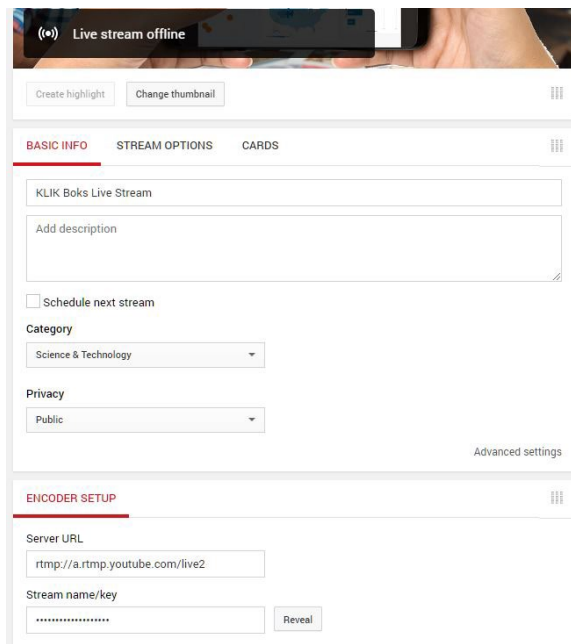 Live stream offline
Create highlight Change thumbnail
BASIC INFO STREAM OPTIONS CARDS
KLIK Boks Live Stream
Add description
Schedule next stream
Category
Science & Technology
Privacy
Public
Advanced settings
ENCODER SETUP
Server URL
rtmp://a.rtmp.youtube.com/live2
Stream name/key
•••••••••••••••••• Reveal